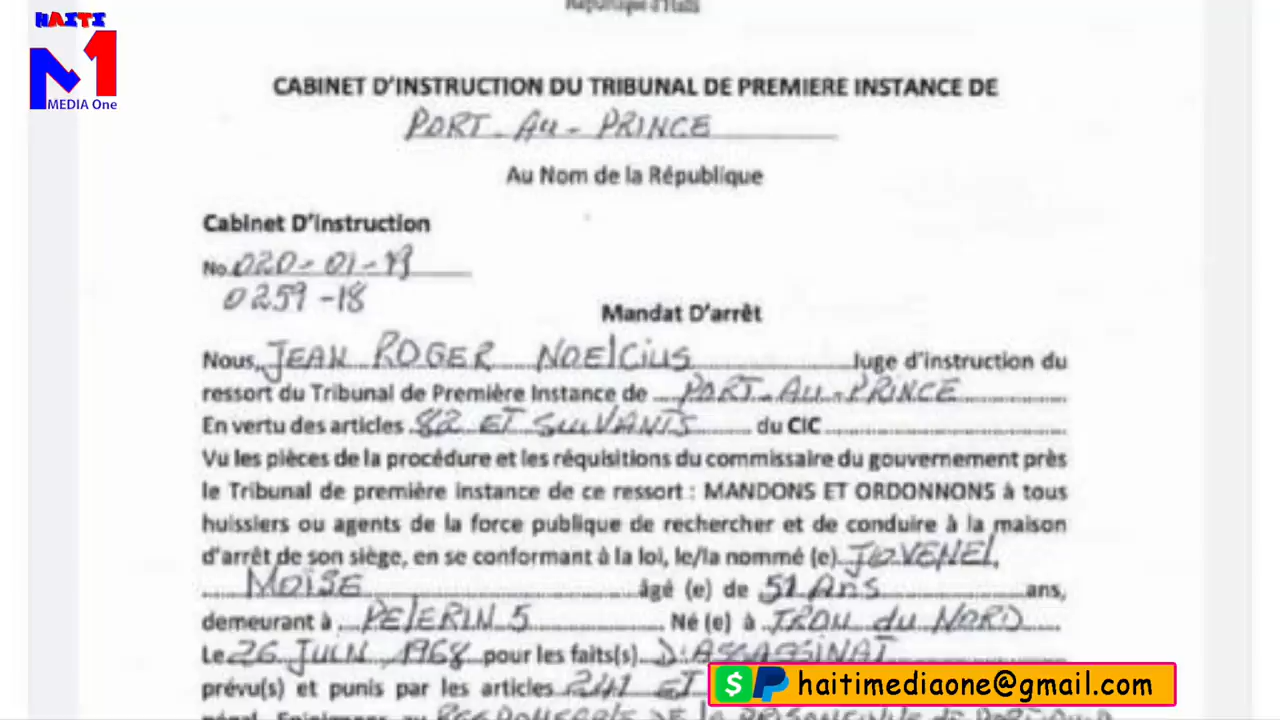 HAITI
M1
MEDIA One
République d'Haïti
CABINET D'INSTRUCTION DU TRIBUNAL DE PREMIERE INSTANCE DE
PORT-AU-PRINCE
Au Nom de la République
Cabinet D'Instruction
No. 020-01-
0259-18
Mandat D'arrêt
Nous, JEAN ROGER NOElCiUS Juge d'instruction du
ressort du Tribunal de Première Instance de PORT-AU-PRINCE
En vertu des articles 82 ET SUiVANTS du CIC
Vu les pièces de la procédure et les réquisitions du commissaire du gouvernement près
le Tribunal de première instance de ce ressort : MANDONS ET ORDONNONS à tous
huissiers ou agents de la force publique de rechercher et de conduire à la maison
d'arrêt de son siège, en se conformant à la loi, le/la nommé (e) JOVENEL,
MOÏSE âgé (e) de 51 Ans ans,
demeurant à PELERIN 5 Né (e) à TROU du NORD
Le 26 JUiN 1968 pour les faits(s) D'ASSASSINAT
prévu(s) et punis par les articles 241 ET
$ P haitimediaone@gmail.com